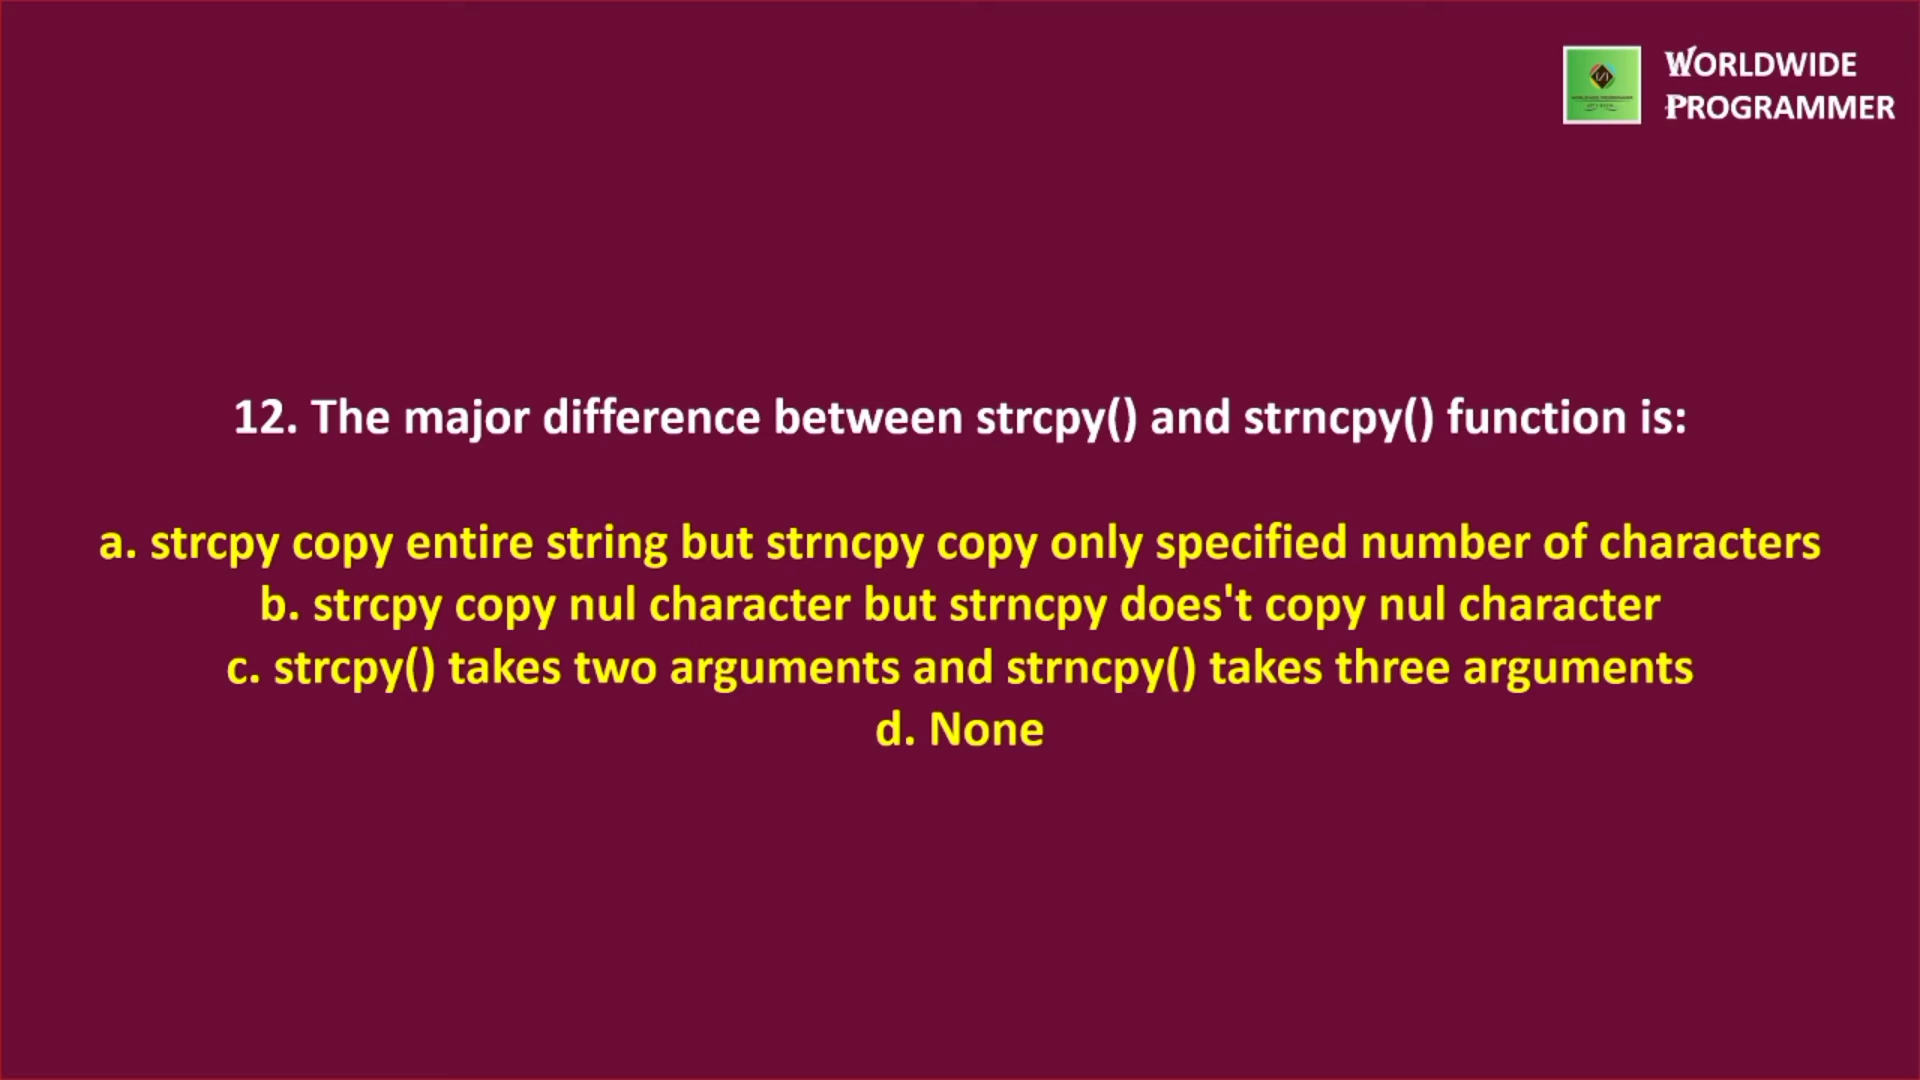 WORLDWIDE
PROGRAMMER
12. The major difference between strcpy() and strncpy() function is:
a. strcpy copy entire string but strncpy copy only specified number of characters
b. strcpy copy nul character but strncpy does't copy nul character
c. strcpy() takes two arguments and strncpy() takes three arguments
d. None